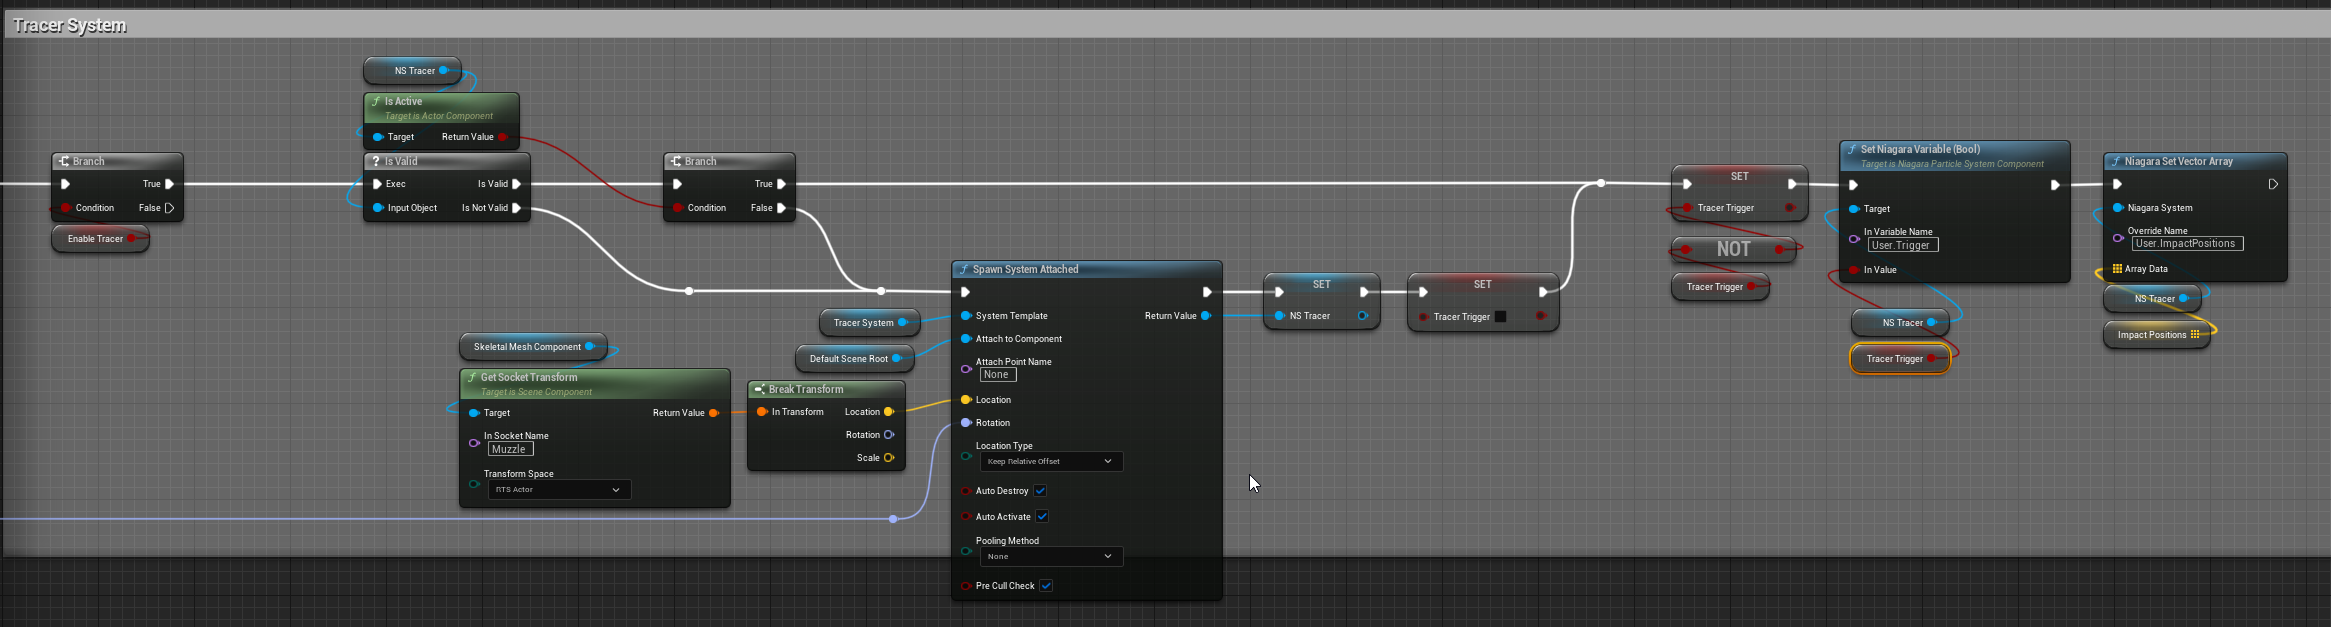 Tracer System
NS Tracer
Is Active
Target is Actor Component
Target Return Value
Branch
True
Condition False
Enable Tracer
Is Valid
Exec Is Valid
Input Object Is Not Valid
Branch
True
Condition False
Skeletal Mesh Component
Get Socket Transform
Target is Scene Component
Target Return Value
In Socket Name
Muzzle
Transform Space
RTS Actor
Tracer System
Default Scene Root
Break Transform
In Transform Location
Rotation
Scale
Spawn System Attached
System Template Return Value
Attach to Component
Attach Point Name
None
Location
Rotation
Location Type
Keep Relative Offset
Auto Destroy
Auto Activate
Pooling Method
None
Pre Cull Check
SET
NS Tracer
SET
Tracer Trigger
SET
Tracer Trigger
NOT
Tracer Trigger
Set Niagara Variable (Bool)
Target is Niagara Particle System Component
Target
In Variable Name
User.Trigger
In Value
NS Tracer
Tracer Trigger
Niagara Set Vector Array
Niagara System
Override Name
User.ImpactPositions
Array Data
NS Tracer
Impact Positions